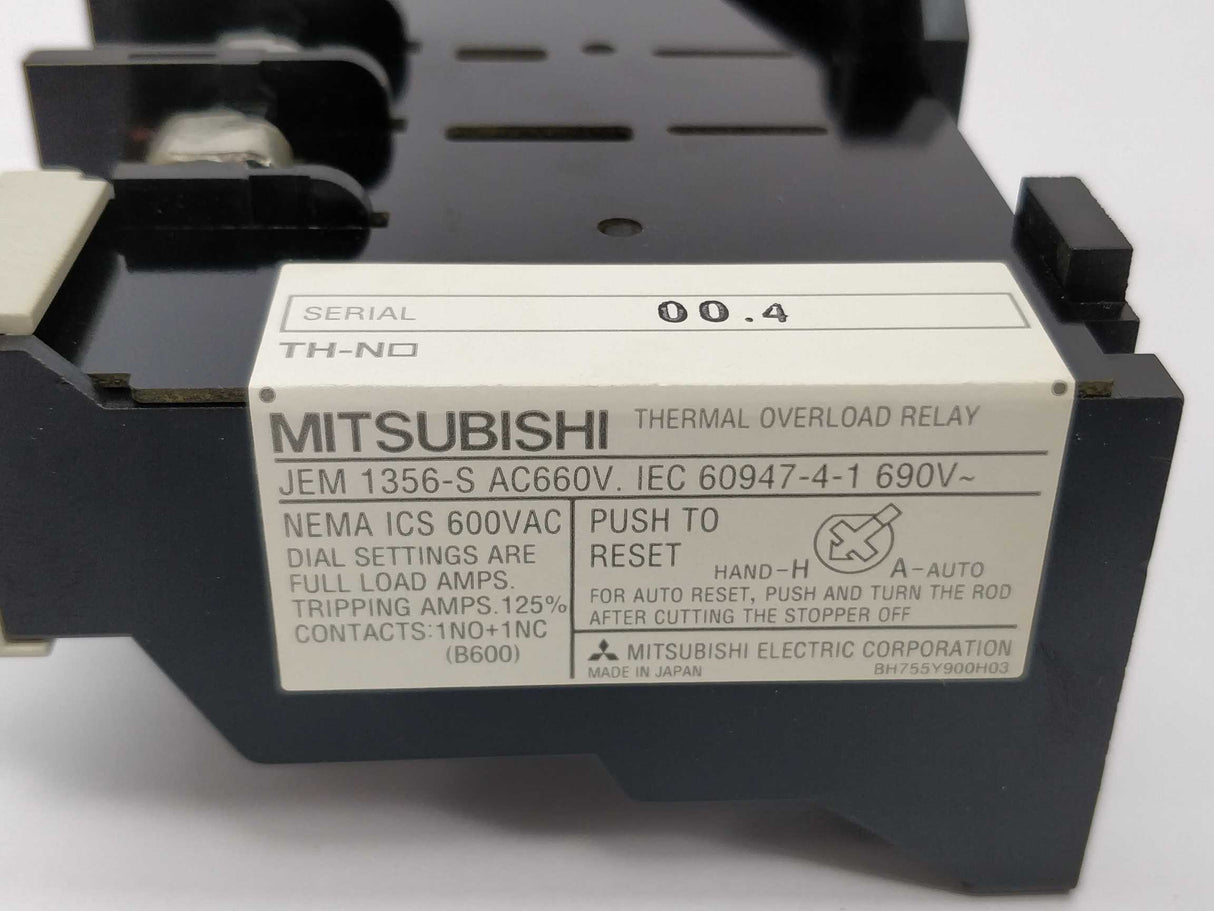 SERIAL 00.4
TH-N□
MITSUBISHI THERMAL OVERLOAD RELAY
JEM 1356-S AC660V. IEC 60947-4-1 690V~
NEMA ICS 600VAC
DIAL SETTINGS ARE
FULL LOAD AMPS.
TRIPPING AMPS.125%
CONTACTS:1NO+1NC
(B600)
PUSH TO
RESET
HAND-H A-AUTO
FOR AUTO RESET, PUSH AND TURN THE ROD
AFTER CUTTING THE STOPPER OFF
MITSUBISHI ELECTRIC CORPORATION
MADE IN JAPAN BH755Y900H03